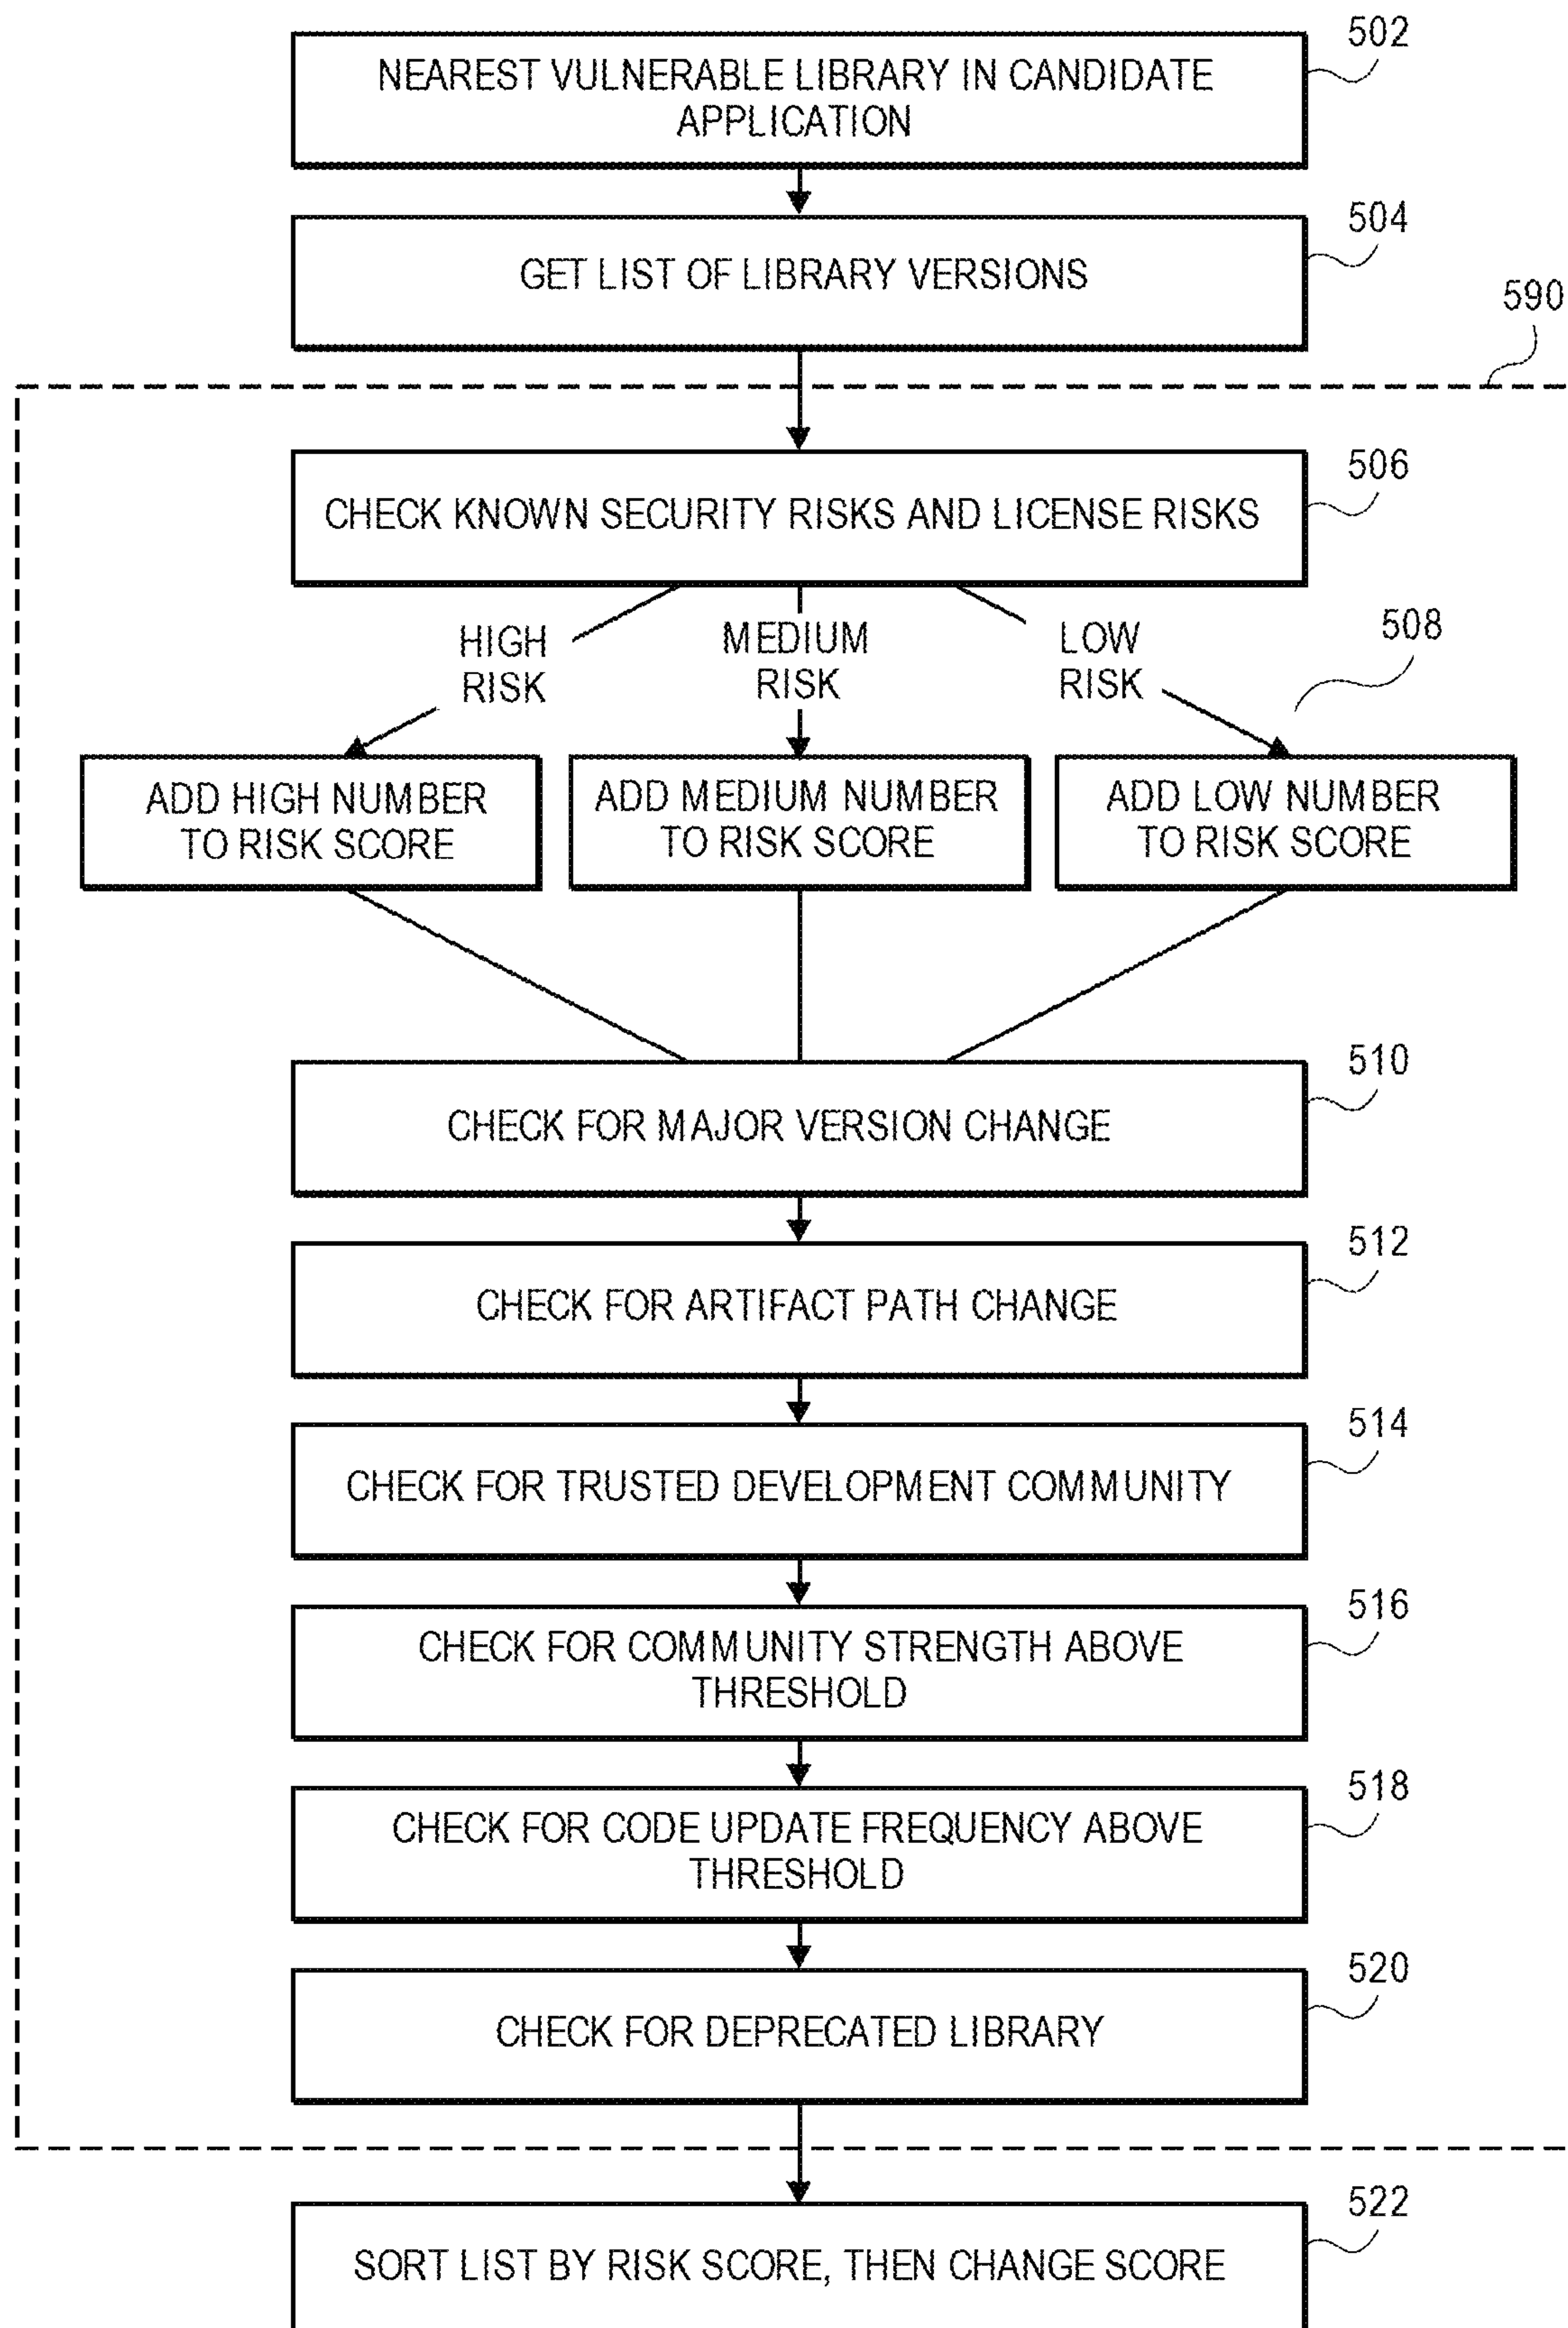 502
NEAREST VULNERABLE LIBRARY IN CANDIDATE
APPLICATION
504
GET LIST OF LIBRARY VERSIONS
590
506
CHECK KNOWN SECURITY RISKS AND LICENSE RISKS
HIGH
RISK
MEDIUM
RISK
LOW
RISK
508
ADD HIGH NUMBER
TO RISK SCORE
ADD MEDIUM NUMBER
TO RISK SCORE
ADD LOW NUMBER
TO RISK SCORE
510
CHECK FOR MAJOR VERSION CHANGE
512
CHECK FOR ARTIFACT PATH CHANGE
514
CHECK FOR TRUSTED DEVELOPMENT COMMUNITY
516
CHECK FOR COMMUNITY STRENGTH ABOVE
THRESHOLD
518
CHECK FOR CODE UPDATE FREQUENCY ABOVE
THRESHOLD
520
CHECK FOR DEPRECATED LIBRARY
522
SORT LIST BY RISK SCORE, THEN CHANGE SCORE